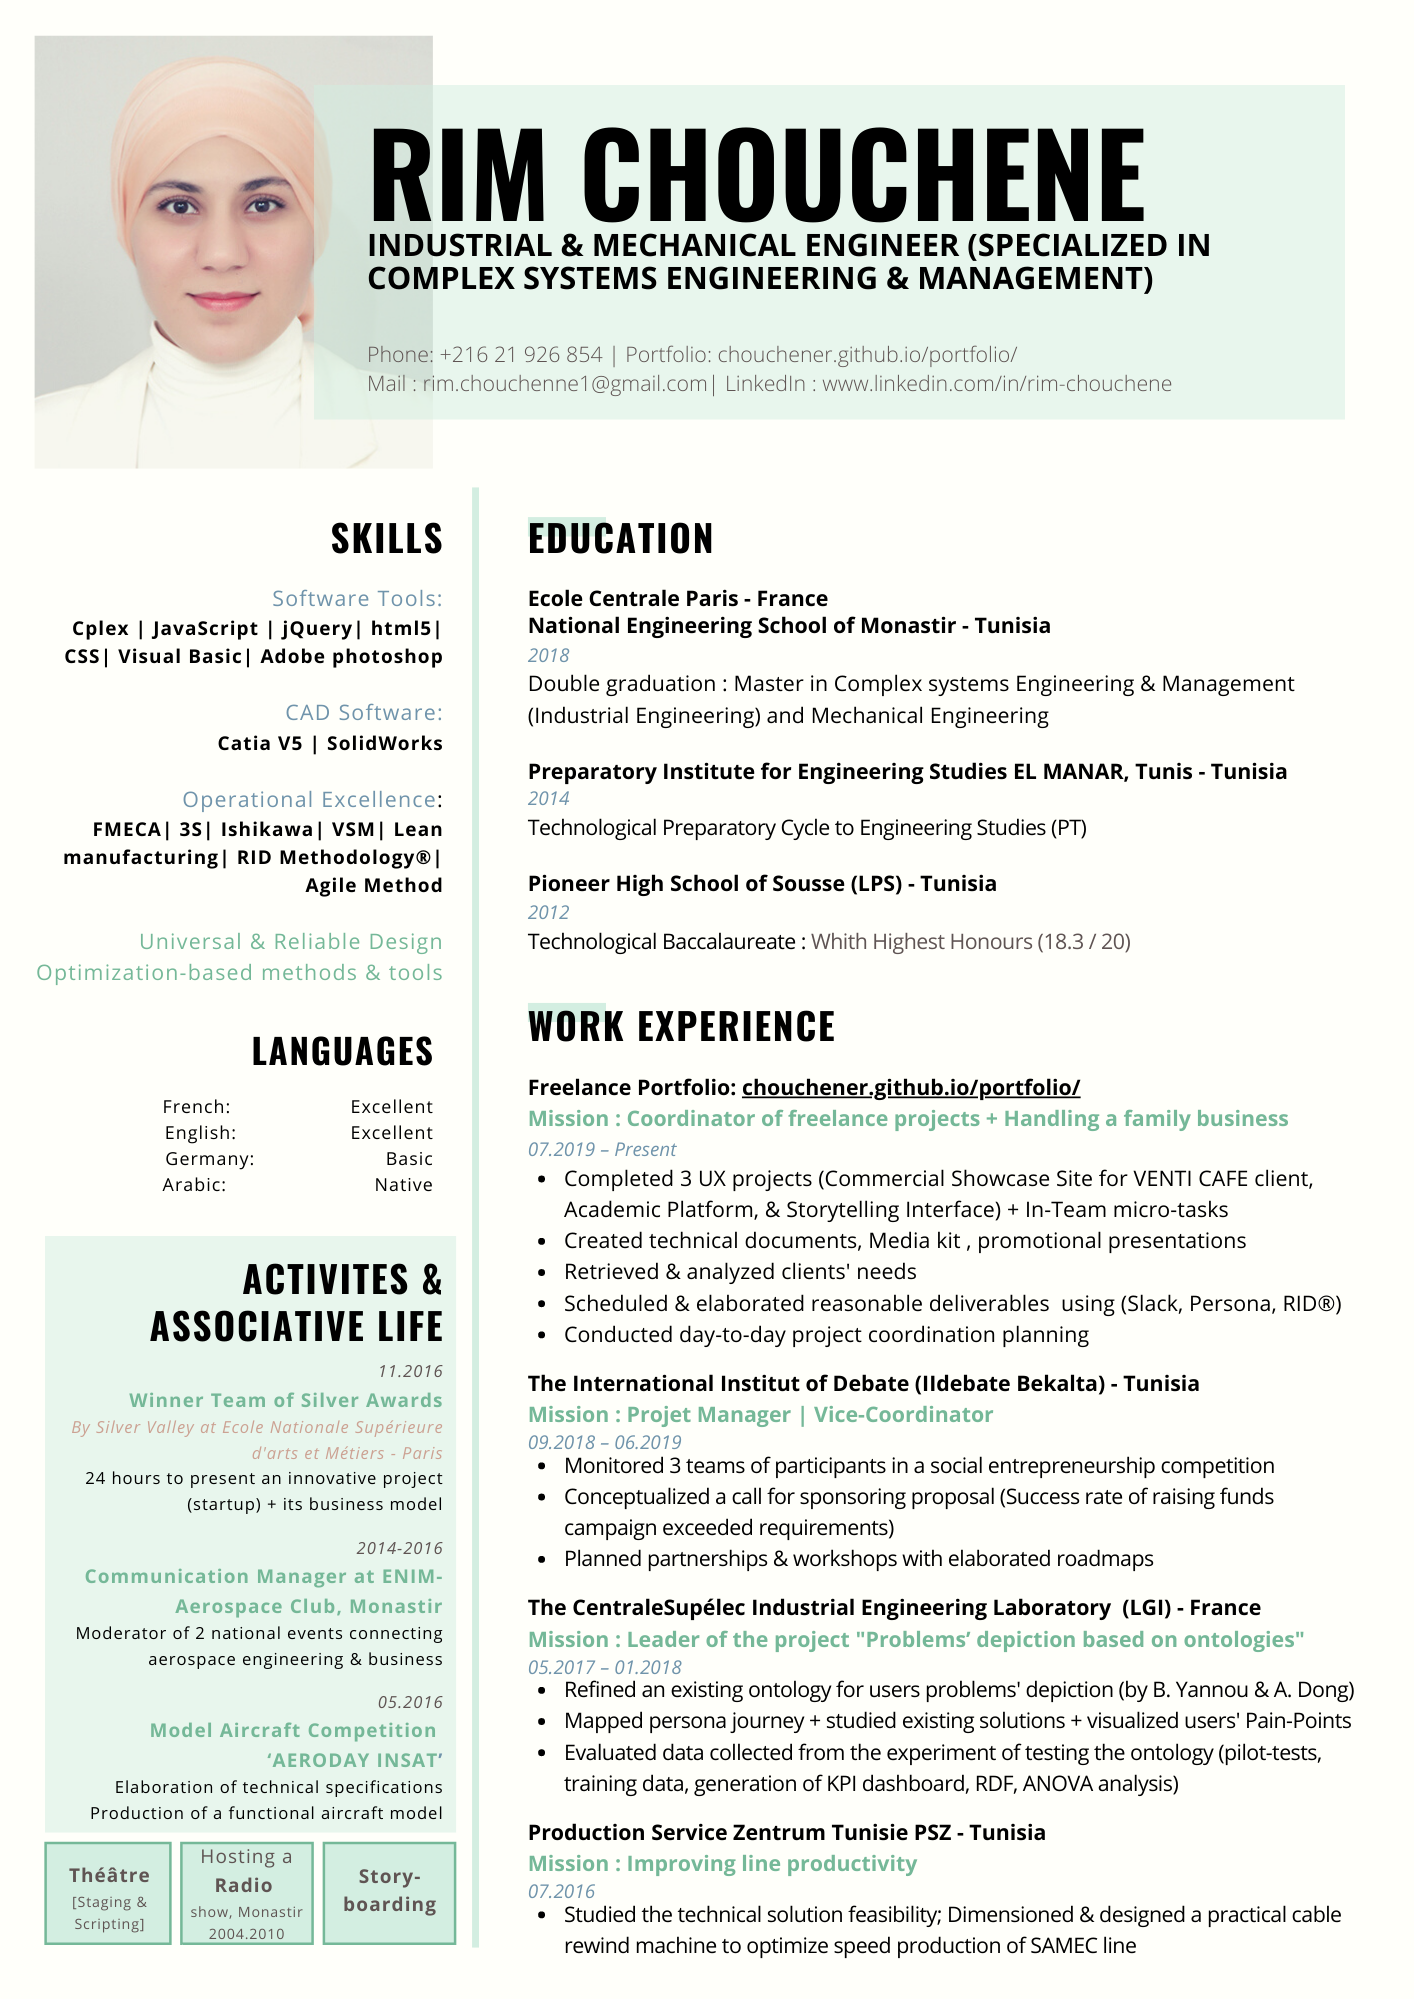 RIM CHOUCHENE
INDUSTRIAL & MECHANICAL ENGINEER (SPECIALIZED IN
COMPLEX SYSTEMS ENGINEERING & MANAGEMENT)
Phone: +216 21 926 854 | Portfolio: chouchener.github.io/portfolio/
Mail : rim.chouchenne1@gmail.com| LinkedIn : www.linkedin.com/in/rim-chouchene
SKILLS
Software Tools:
Cplex | JavaScript | jQuery| html5|
CSS| Visual Basic| Adobe photoshop
CAD Software:
Catia V5 | SolidWorks
Operational Excellence:
FMECA| 3S| Ishikawa| VSM| Lean
manufacturing| RID Methodology®|
Agile Method
Universal & Reliable Design
Optimization-based methods & tools
LANGUAGES
French: Excellent
English: Excellent
Germany: Basic
Arabic: Native
ACTIVITES &
ASSOCIATIVE LIFE
11.2016
Winner Team of Silver Awards
By Silver Valley at Ecole Nationale Supérieure
d'arts et Métiers - Paris
24 hours to present an innovative project
(startup) + its business model
2014-2016
Communication Manager at ENIM-
Aerospace Club, Monastir
Moderator of 2 national events connecting
aerospace engineering & business
05.2016
Model Aircraft Competition
‘AERODAY INSAT’
Elaboration of technical specifications
Production of a functional aircraft model
Théâtre
[Staging &
Scripting]
Hosting a
Radio
show, Monastir
2004.2010
Story-
boarding
EDUCATION
Ecole Centrale Paris - France
National Engineering School of Monastir - Tunisia
2018
Double graduation : Master in Complex systems Engineering & Management
(Industrial Engineering) and Mechanical Engineering
Preparatory Institute for Engineering Studies EL MANAR, Tunis - Tunisia
2014
Technological Preparatory Cycle to Engineering Studies (PT)
Pioneer High School of Sousse (LPS) - Tunisia
2012
Technological Baccalaureate : Whith Highest Honours (18.3 / 20)
WORK EXPERIENCE
Freelance Portfolio: chouchener.github.io/portfolio/
Mission : Coordinator of freelance projects + Handling a family business
07.2019 – Present
• Completed 3 UX projects (Commercial Showcase Site for VENTI CAFE client,
Academic Platform, & Storytelling Interface) + In-Team micro-tasks
• Created technical documents, Media kit , promotional presentations
• Retrieved & analyzed clients' needs
• Scheduled & elaborated reasonable deliverables  using (Slack, Persona, RID®)
• Conducted day-to-day project coordination planning
The International Institut of Debate (IIdebate Bekalta) - Tunisia
Mission : Projet Manager | Vice-Coordinator
09.2018 – 06.2019
• Monitored 3 teams of participants in a social entrepreneurship competition
• Conceptualized a call for sponsoring proposal (Success rate of raising funds
campaign exceeded requirements)
• Planned partnerships & workshops with elaborated roadmaps
The CentraleSupélec Industrial Engineering Laboratory  (LGI) - France
Mission : Leader of the project "Problems’ depiction based on ontologies"
05.2017 – 01.2018
• Refined an existing ontology for users problems' depiction (by B. Yannou & A. Dong)
• Mapped persona journey + studied existing solutions + visualized users' Pain-Points
• Evaluated data collected from the experiment of testing the ontology (pilot-tests,
training data, generation of KPI dashboard, RDF, ANOVA analysis)
Production Service Zentrum Tunisie PSZ - Tunisia
Mission : Improving line productivity
07.2016
• Studied the technical solution feasibility; Dimensioned & designed a practical cable
rewind machine to optimize speed production of SAMEC line